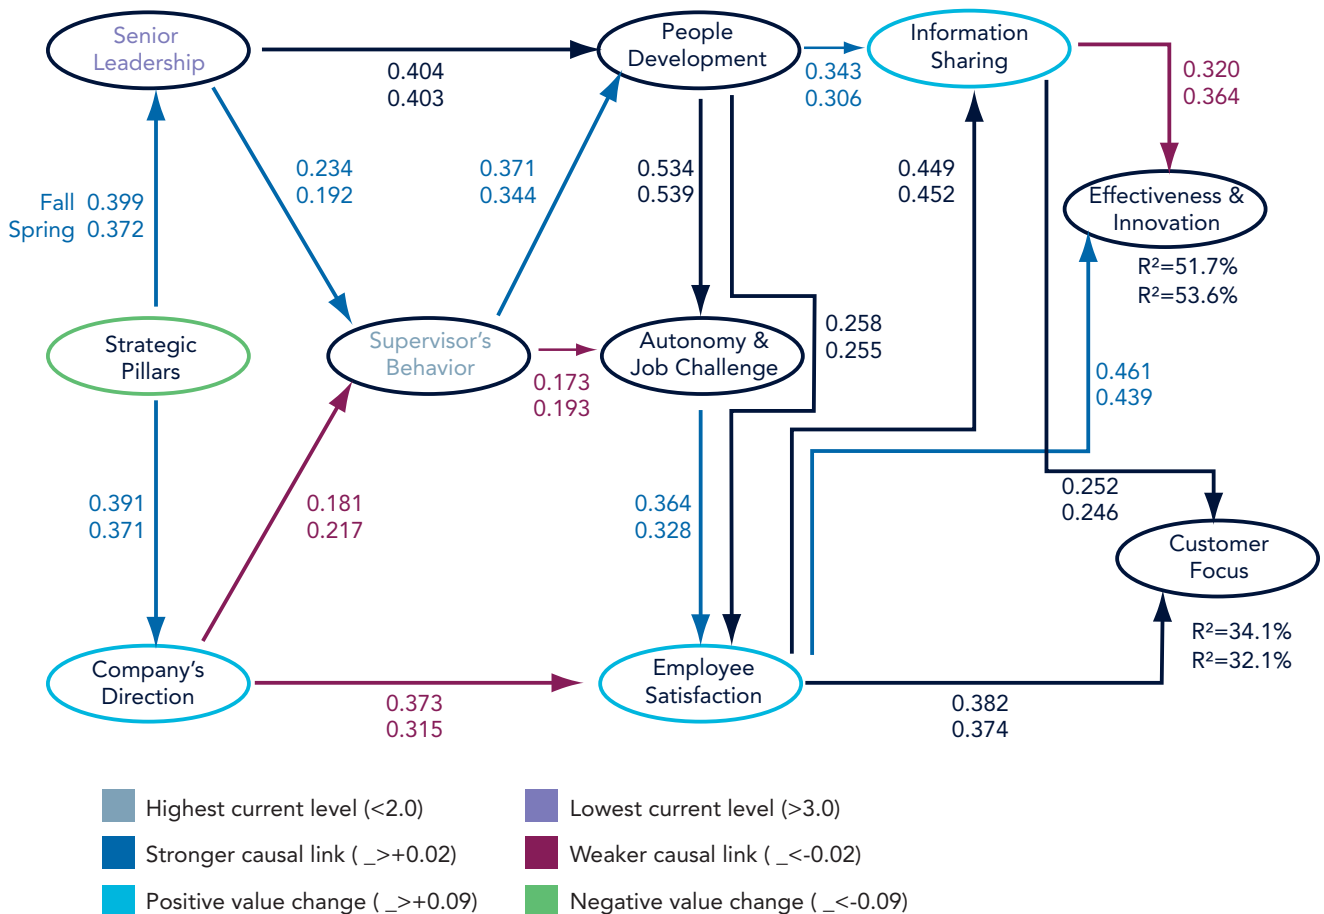 Senior
Leadership
People
Development
Information
Sharing
0.404
0.403
0.343
0.306
0.320
0.364
Fall 0.399
Spring 0.372
0.234
0.192
0.371
0.344
0.534
0.539
0.449
0.452
Effectiveness &
Innovation
R²=51.7%
R²=53.6%
Strategic
Pillars
Supervisor's
Behavior
Autonomy &
Job Challenge
0.258
0.255
0.173
0.193
0.461
0.439
0.391
0.371
0.181
0.217
0.364
0.328
0.252
0.246
Customer
Focus
R²=34.1%
R²=32.1%
Company's
Direction
Employee
Satisfaction
0.373
0.315
0.382
0.374
Highest current level (<2.0)
Lowest current level (>3.0)
Stronger causal link ( _>+0.02)
Weaker causal link ( _<-0.02)
Positive value change ( _>+0.09)
Negative value change ( _<-0.09)